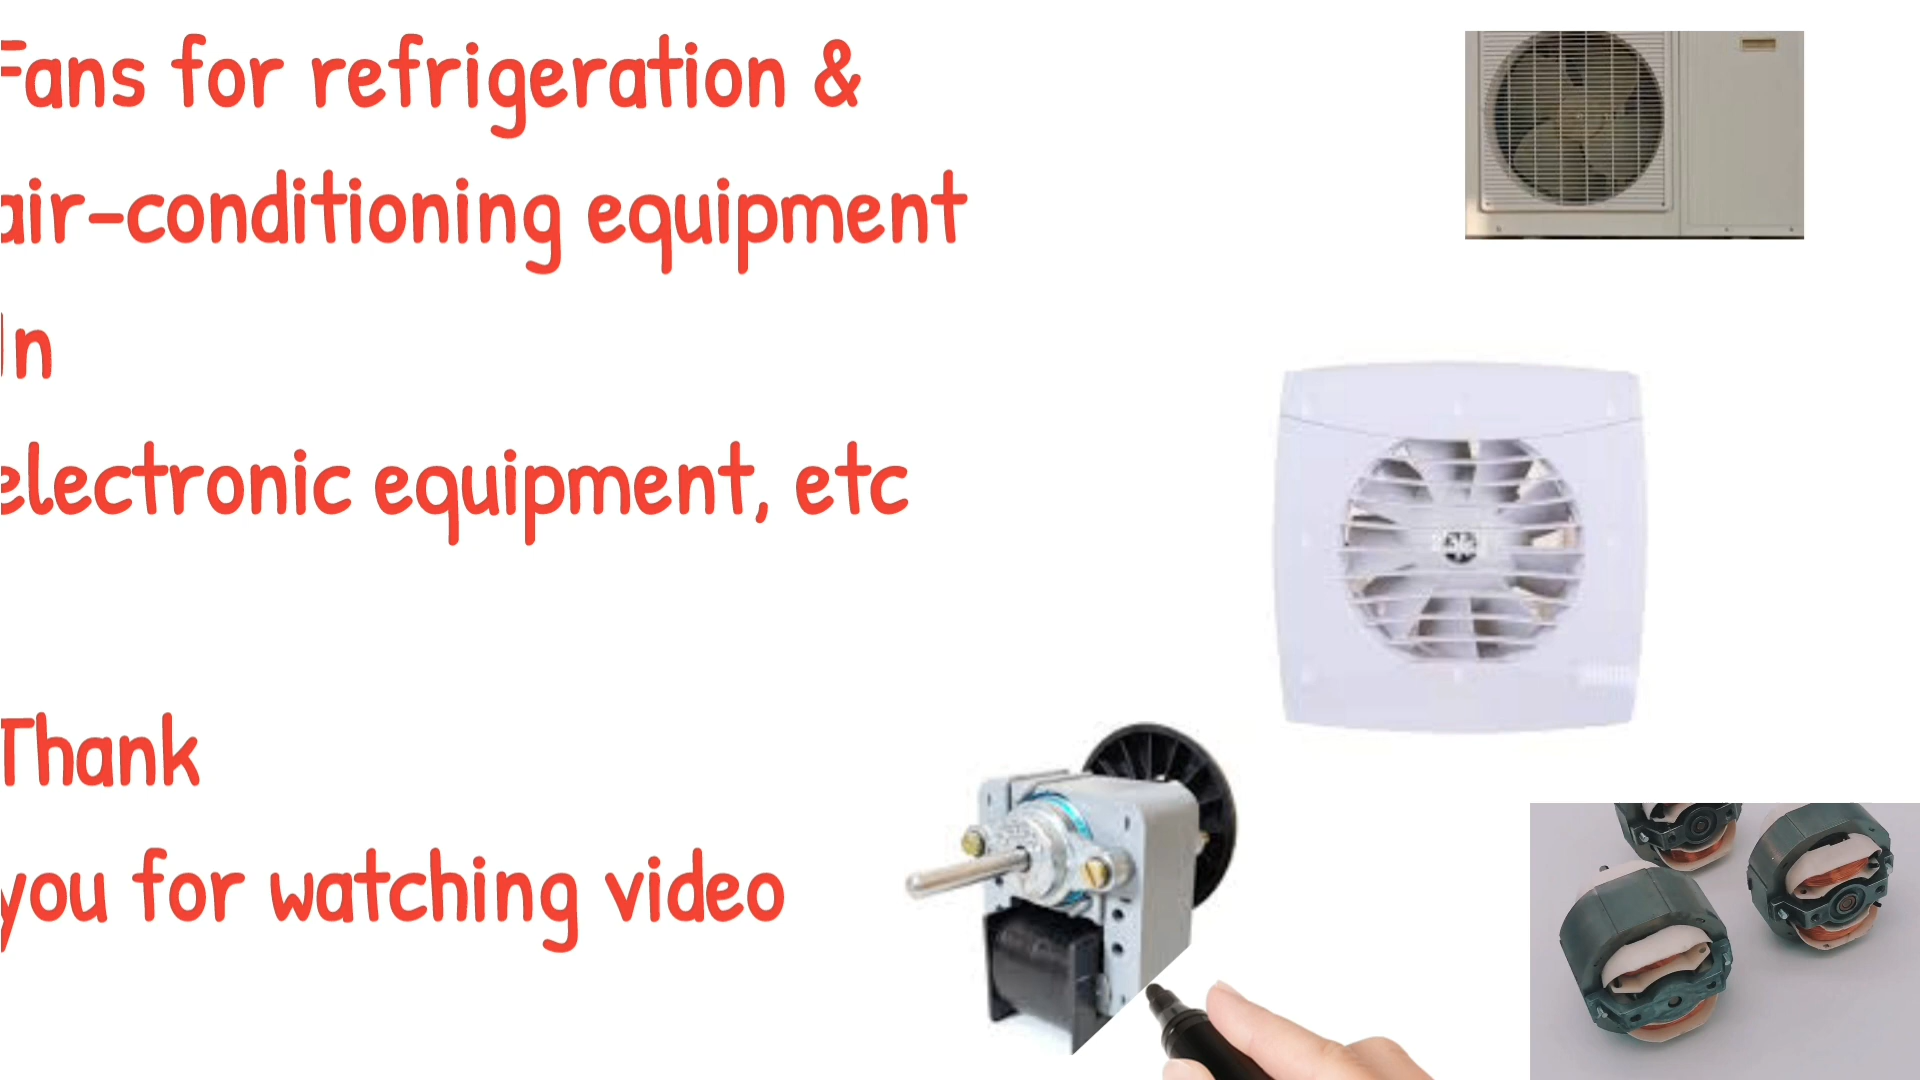 Fans for refrigeration &
air-conditioning equipment
In
electronic equipment, etc
Thank
you for watching video